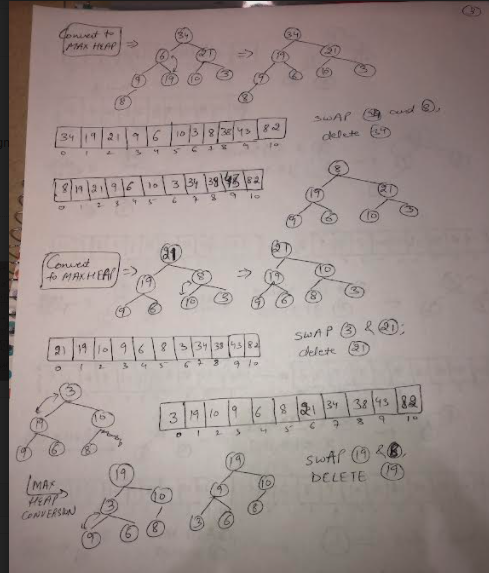 3
Convert to
MAX HEAP
34
6 21
9 19 10 3
8
34
19 21
9 6 10 3
8
34 19 21 9 6 10 3 8 38 43 82
0 1 2 3 4 5 6 7 8 9 10
SWAP 34 and 8,
delete 34
8 19 21 9 6 10 3 34 38 43 82
0 1 2 3 4 5 6 7 8 9 10
8
19 21
9 6 10 3
Convert
to MAX HEAP
21
19 8
9 6 10 3
21
19 10
9 6 8 3
21 19 10 9 6 8 3 34 38 43 82
0 1 2 3 4 5 6 7 8 9 10
SWAP 3 & 21;
delete 21
3
19 10
9 6 8
3 19 10 9 6 8 21 34 38 43 82
0 1 2 3 4 5 6 7 8 9 10
MAX
HEAP
CONVERSION
19
3 10
9 6 8
19
9 10
3 6 8
SWAP 19 & 8,
DELETE 19